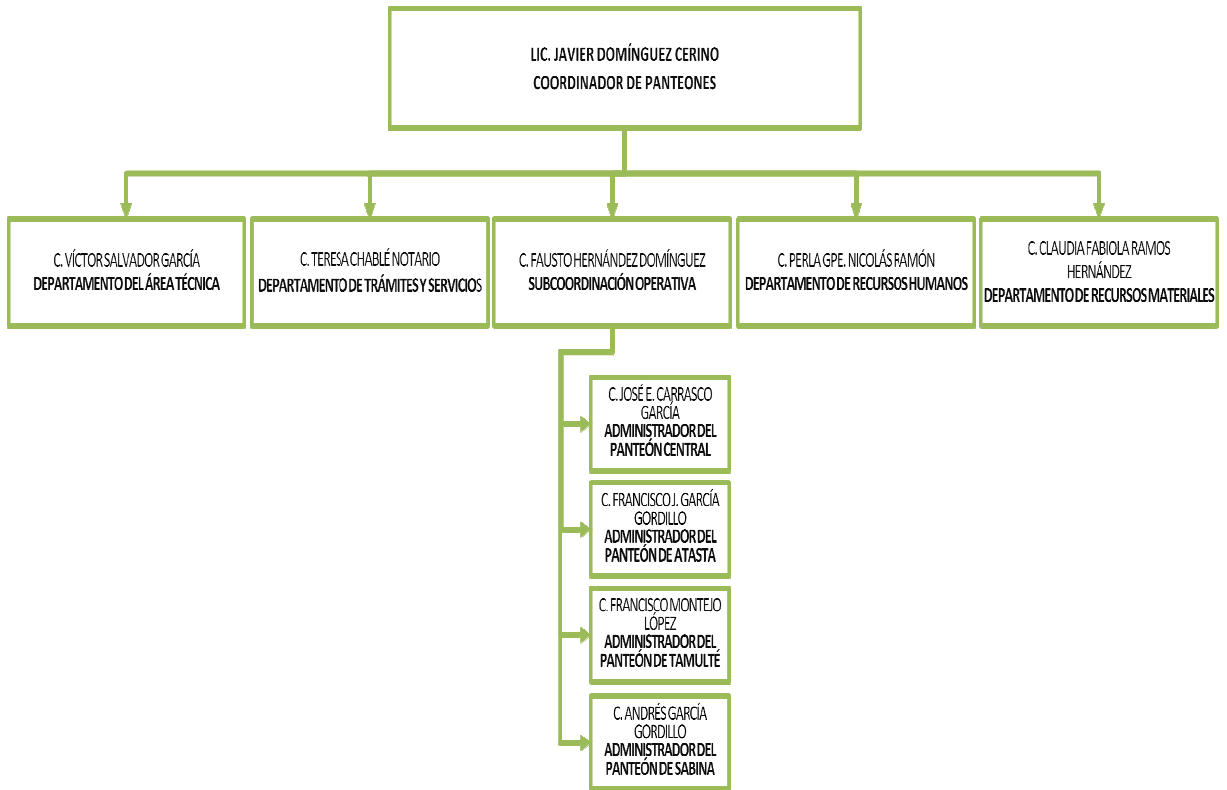 LIC. JAVIER DOMÍNGUEZ CERINO
COORDINADOR DE PANTEONES
C. VÍCTOR SALVADOR GARCÍA
DEPARTAMENTO DEL ÁREA TÉCNICA
C. TERESA CHABLÉ NOTARIO
DEPARTAMENTO DE TRÁMITES Y SERVICIOS
C. FAUSTO HERNÁNDEZ DOMÍNGUEZ
SUBCOORDINACIÓN OPERATIVA
C. PERLA GPE. NICOLÁS RAMÓN
DEPARTAMENTO DE RECURSOS HUMANOS
C. CLAUDIA FABIOLA RAMOS
HERNÁNDEZ
DEPARTAMENTO DE RECURSOS MATERIALES
C. JOSÉ E. CARRASCO
GARCÍA
ADMINISTRADOR DEL
PANTEÓN CENTRAL
C. FRANCISCO J. GARCÍA
GORDILLO
ADMINISTRADOR DEL
PANTEÓN DE ATASTA
C. FRANCISCO MONTEJO
LÓPEZ
ADMINISTRADOR DEL
PANTEÓN DE TAMULTÉ
C. ANDRÉS GARCÍA
GORDILLO
ADMINISTRADOR DEL
PANTEÓN DE SABINA